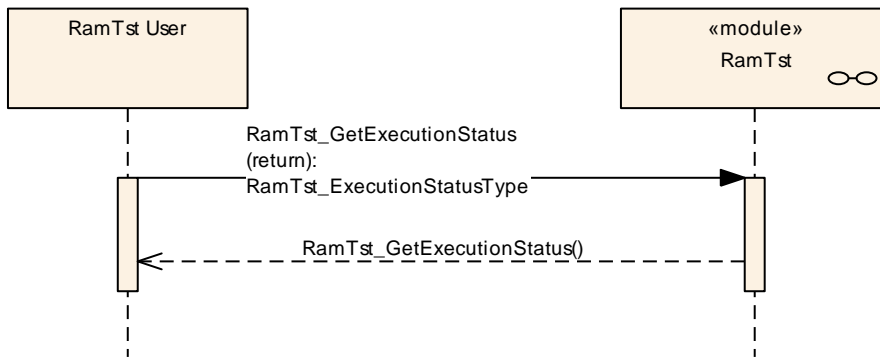 RamTst User
«module»
RamTst
RamTst_GetExecutionStatus
(return):
RamTst_ExecutionStatusType
RamTst_GetExecutionStatus()